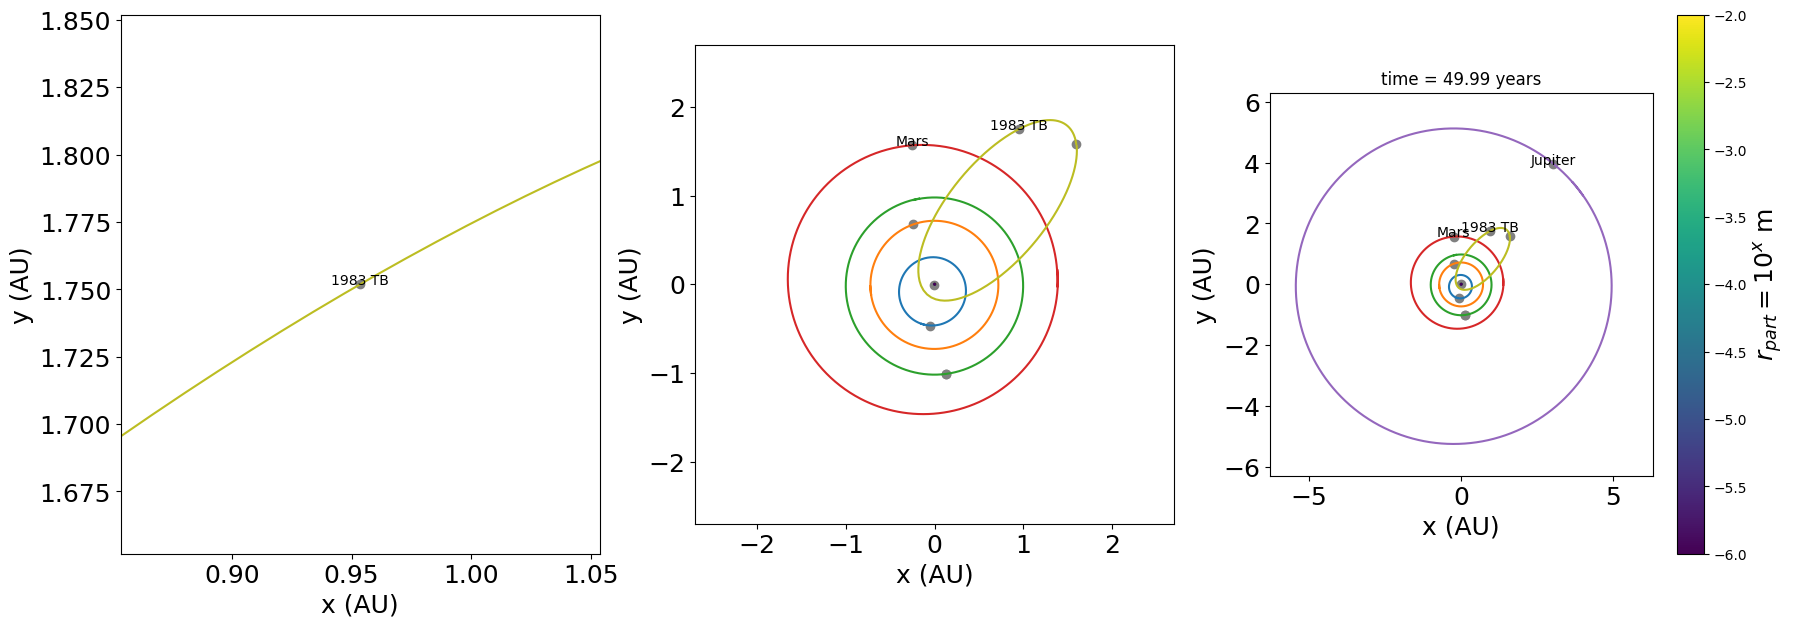 1.850
1.825
1.800
1.775
1.750
1.725
1.700
1.675
y (AU)
1983 TB
0.90
0.95
1.00
1.05
x (AU)
2
1
0
−1
−2
y (AU)
1983 TB
Mars
−2
−1
0
1
2
x (AU)
time = 49.99 years
6
4
2
0
−2
−4
−6
y (AU)
Jupiter
1983 TB
Mars
−5
0
5
x (AU)
−2.0
−2.5
−3.0
−3.5
−4.0
−4.5
−5.0
−5.5
−6.0
r_{part} = 10^x m